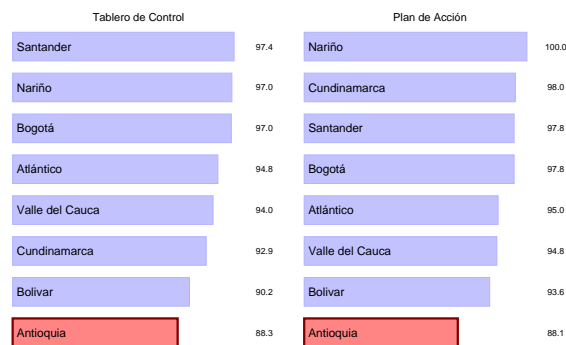 Tablero de Control
Santander 97.4
Nariño 97.0
Bogotá 97.0
Atlántico 94.8
Valle del Cauca 94.0
Cundinamarca 92.9
Bolivar 90.2
Antioquia 88.3
Plan de Acción
Nariño 100.0
Cundinamarca 98.0
Santander 97.8
Bogotá 97.8
Atlántico 95.0
Valle del Cauca 94.8
Bolivar 93.6
Antioquia 88.1